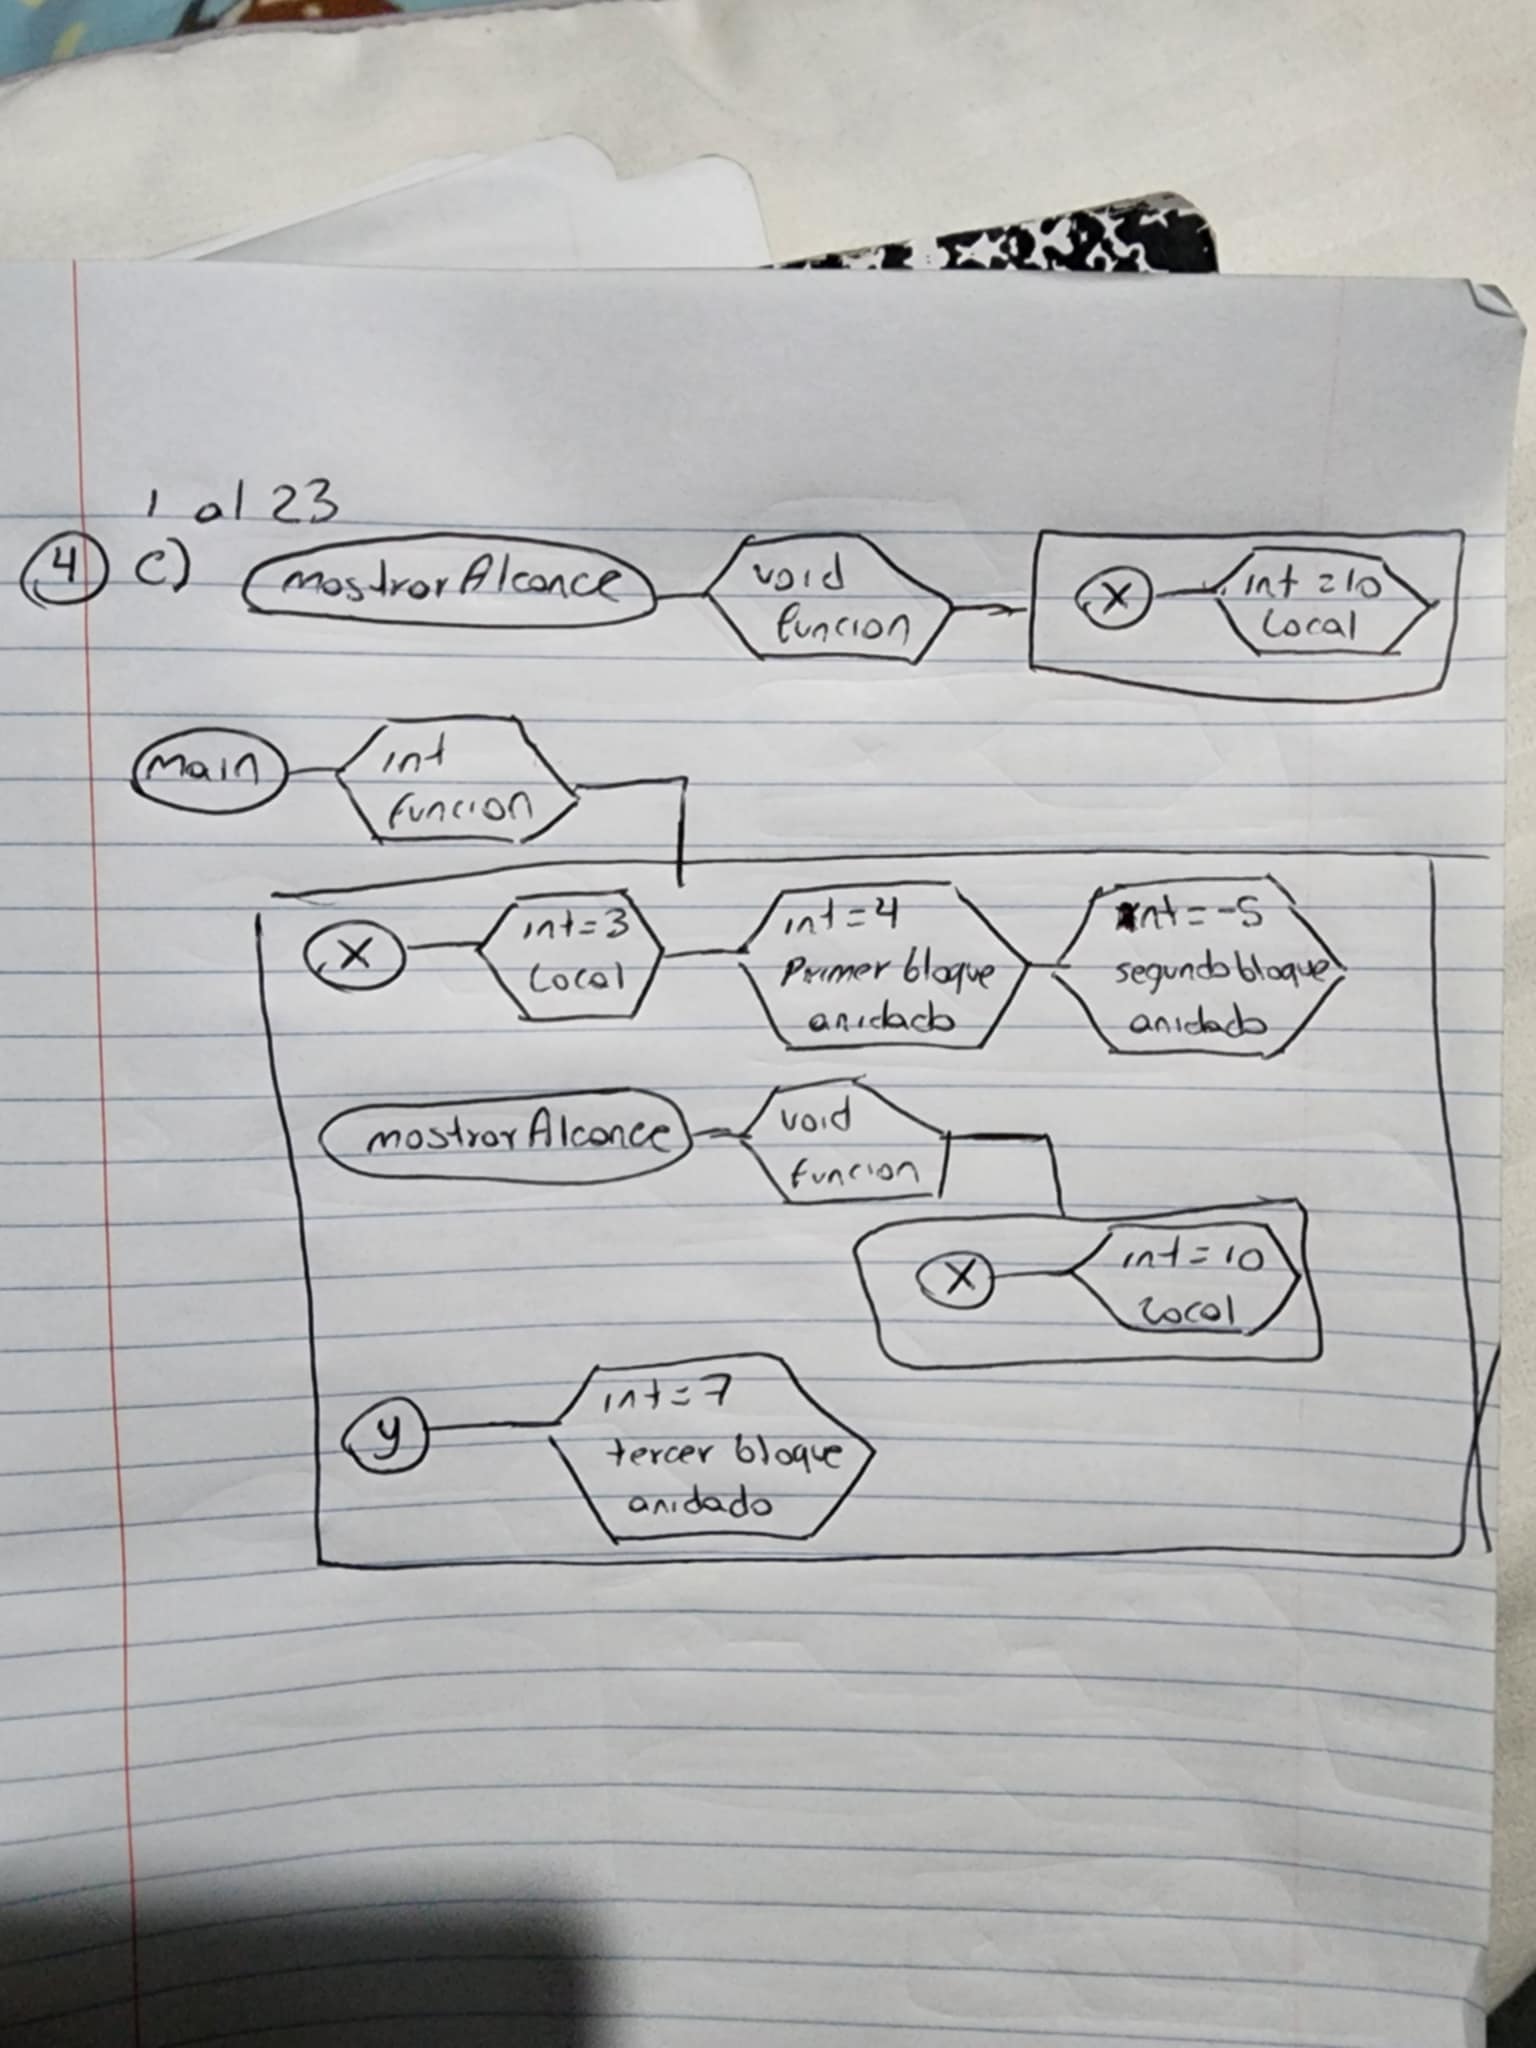 1 al 23
4 c) mostrarAlcance void funcion x int = 10 Local
main int funcion
x int = 3 Local int = 4 Primer bloque anidado int = -5 segundo bloque anidado
mostrarAlcance void funcion
x int = 10 Local
y int = 7 tercer bloque anidado